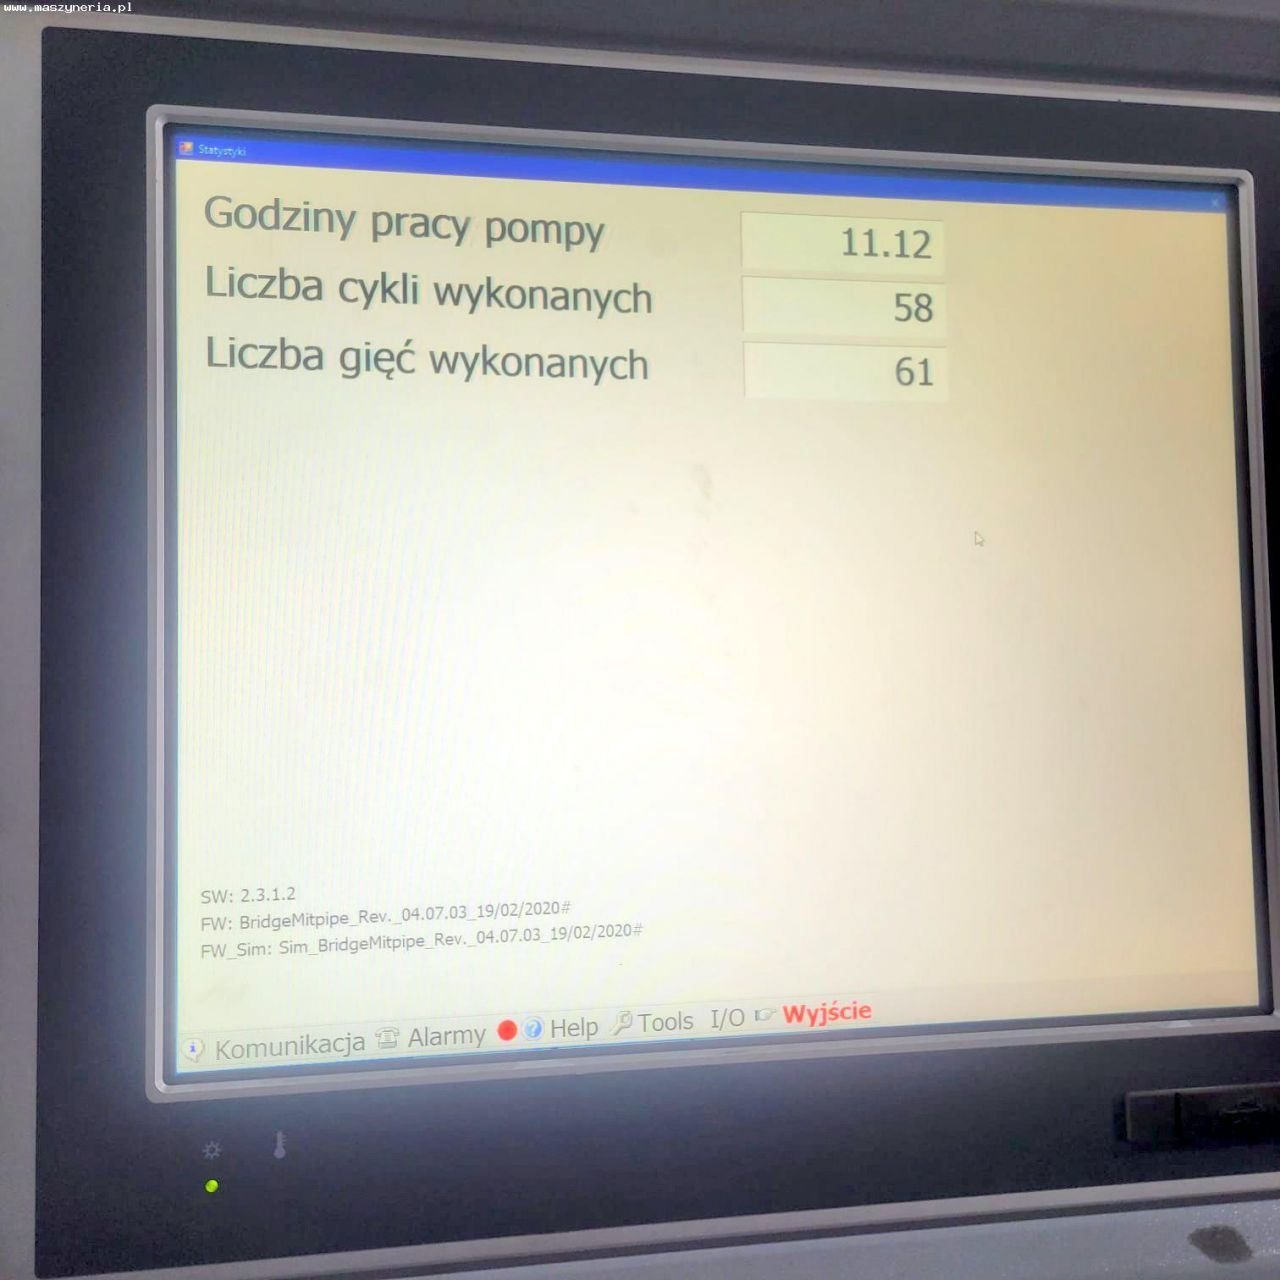 www.maszyneria.pl
Statystyki
Godziny pracy pompy 11.12
Liczba cykli wykonanych 58
Liczba gięć wykonanych 61
SW: 2.3.1.2
FW: BridgeMitpipe_Rev._04.07.03_19/02/2020#
FW_Sim: Sim_BridgeMitpipe_Rev._04.07.03_19/02/2020#
Komunikacja Alarmy Help Tools I/O Wyjście